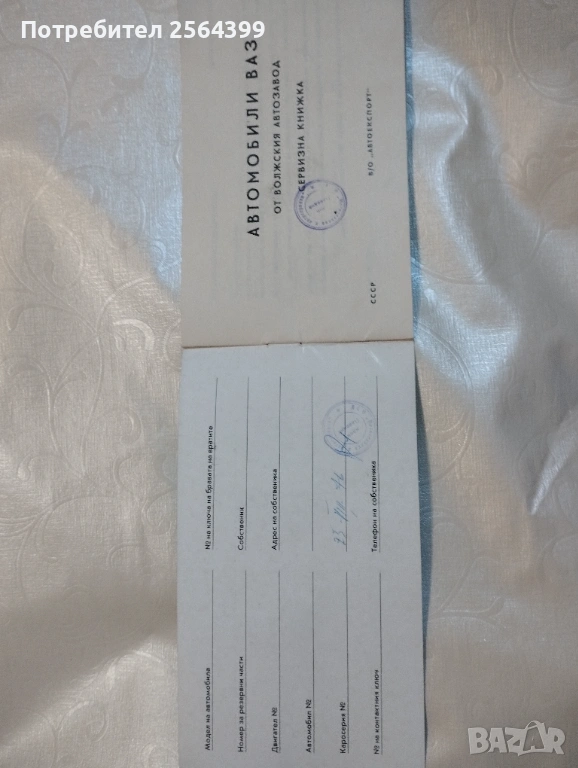 Потребител 2564399
АВТОМОБИЛИ ВАЗ
ОТ ВОЛЖСКИЯ АВТОЗАВОД
СЕРВИЗНА КНИЖКА
СССР
В/О „АВТОЕКСПОРТ"
Модел на автомобила
Номер за резервни части
Двигател №
Автомобил №
Каросерия №
№ на контактния ключ
№ на ключа на бравата на вратите
Собственик
Адрес на собственика
Телефон на собственика
BAZAR